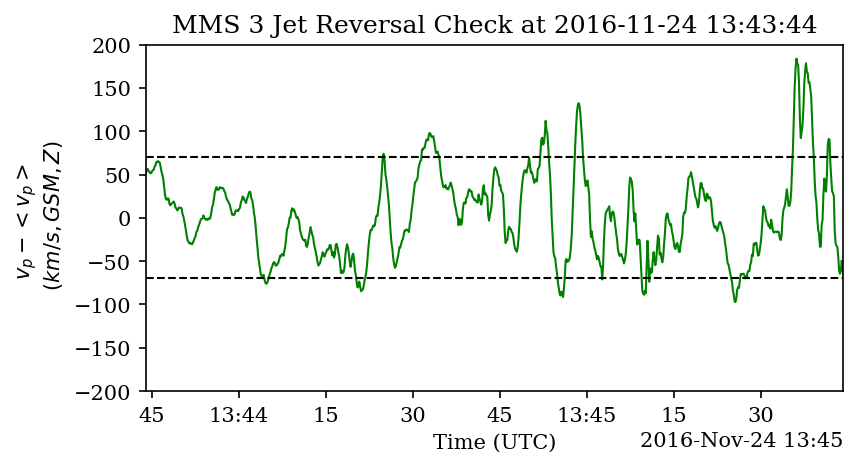 MMS 3 Jet Reversal Check at 2016-11-24 13:43:44
200
150
100
50
0
−50
−100
−150
−200
v_p − < v_p >
(km/s, GSM, Z)
45 13:44 15 30 45 13:45 15 30
Time (UTC)
2016-Nov-24 13:45